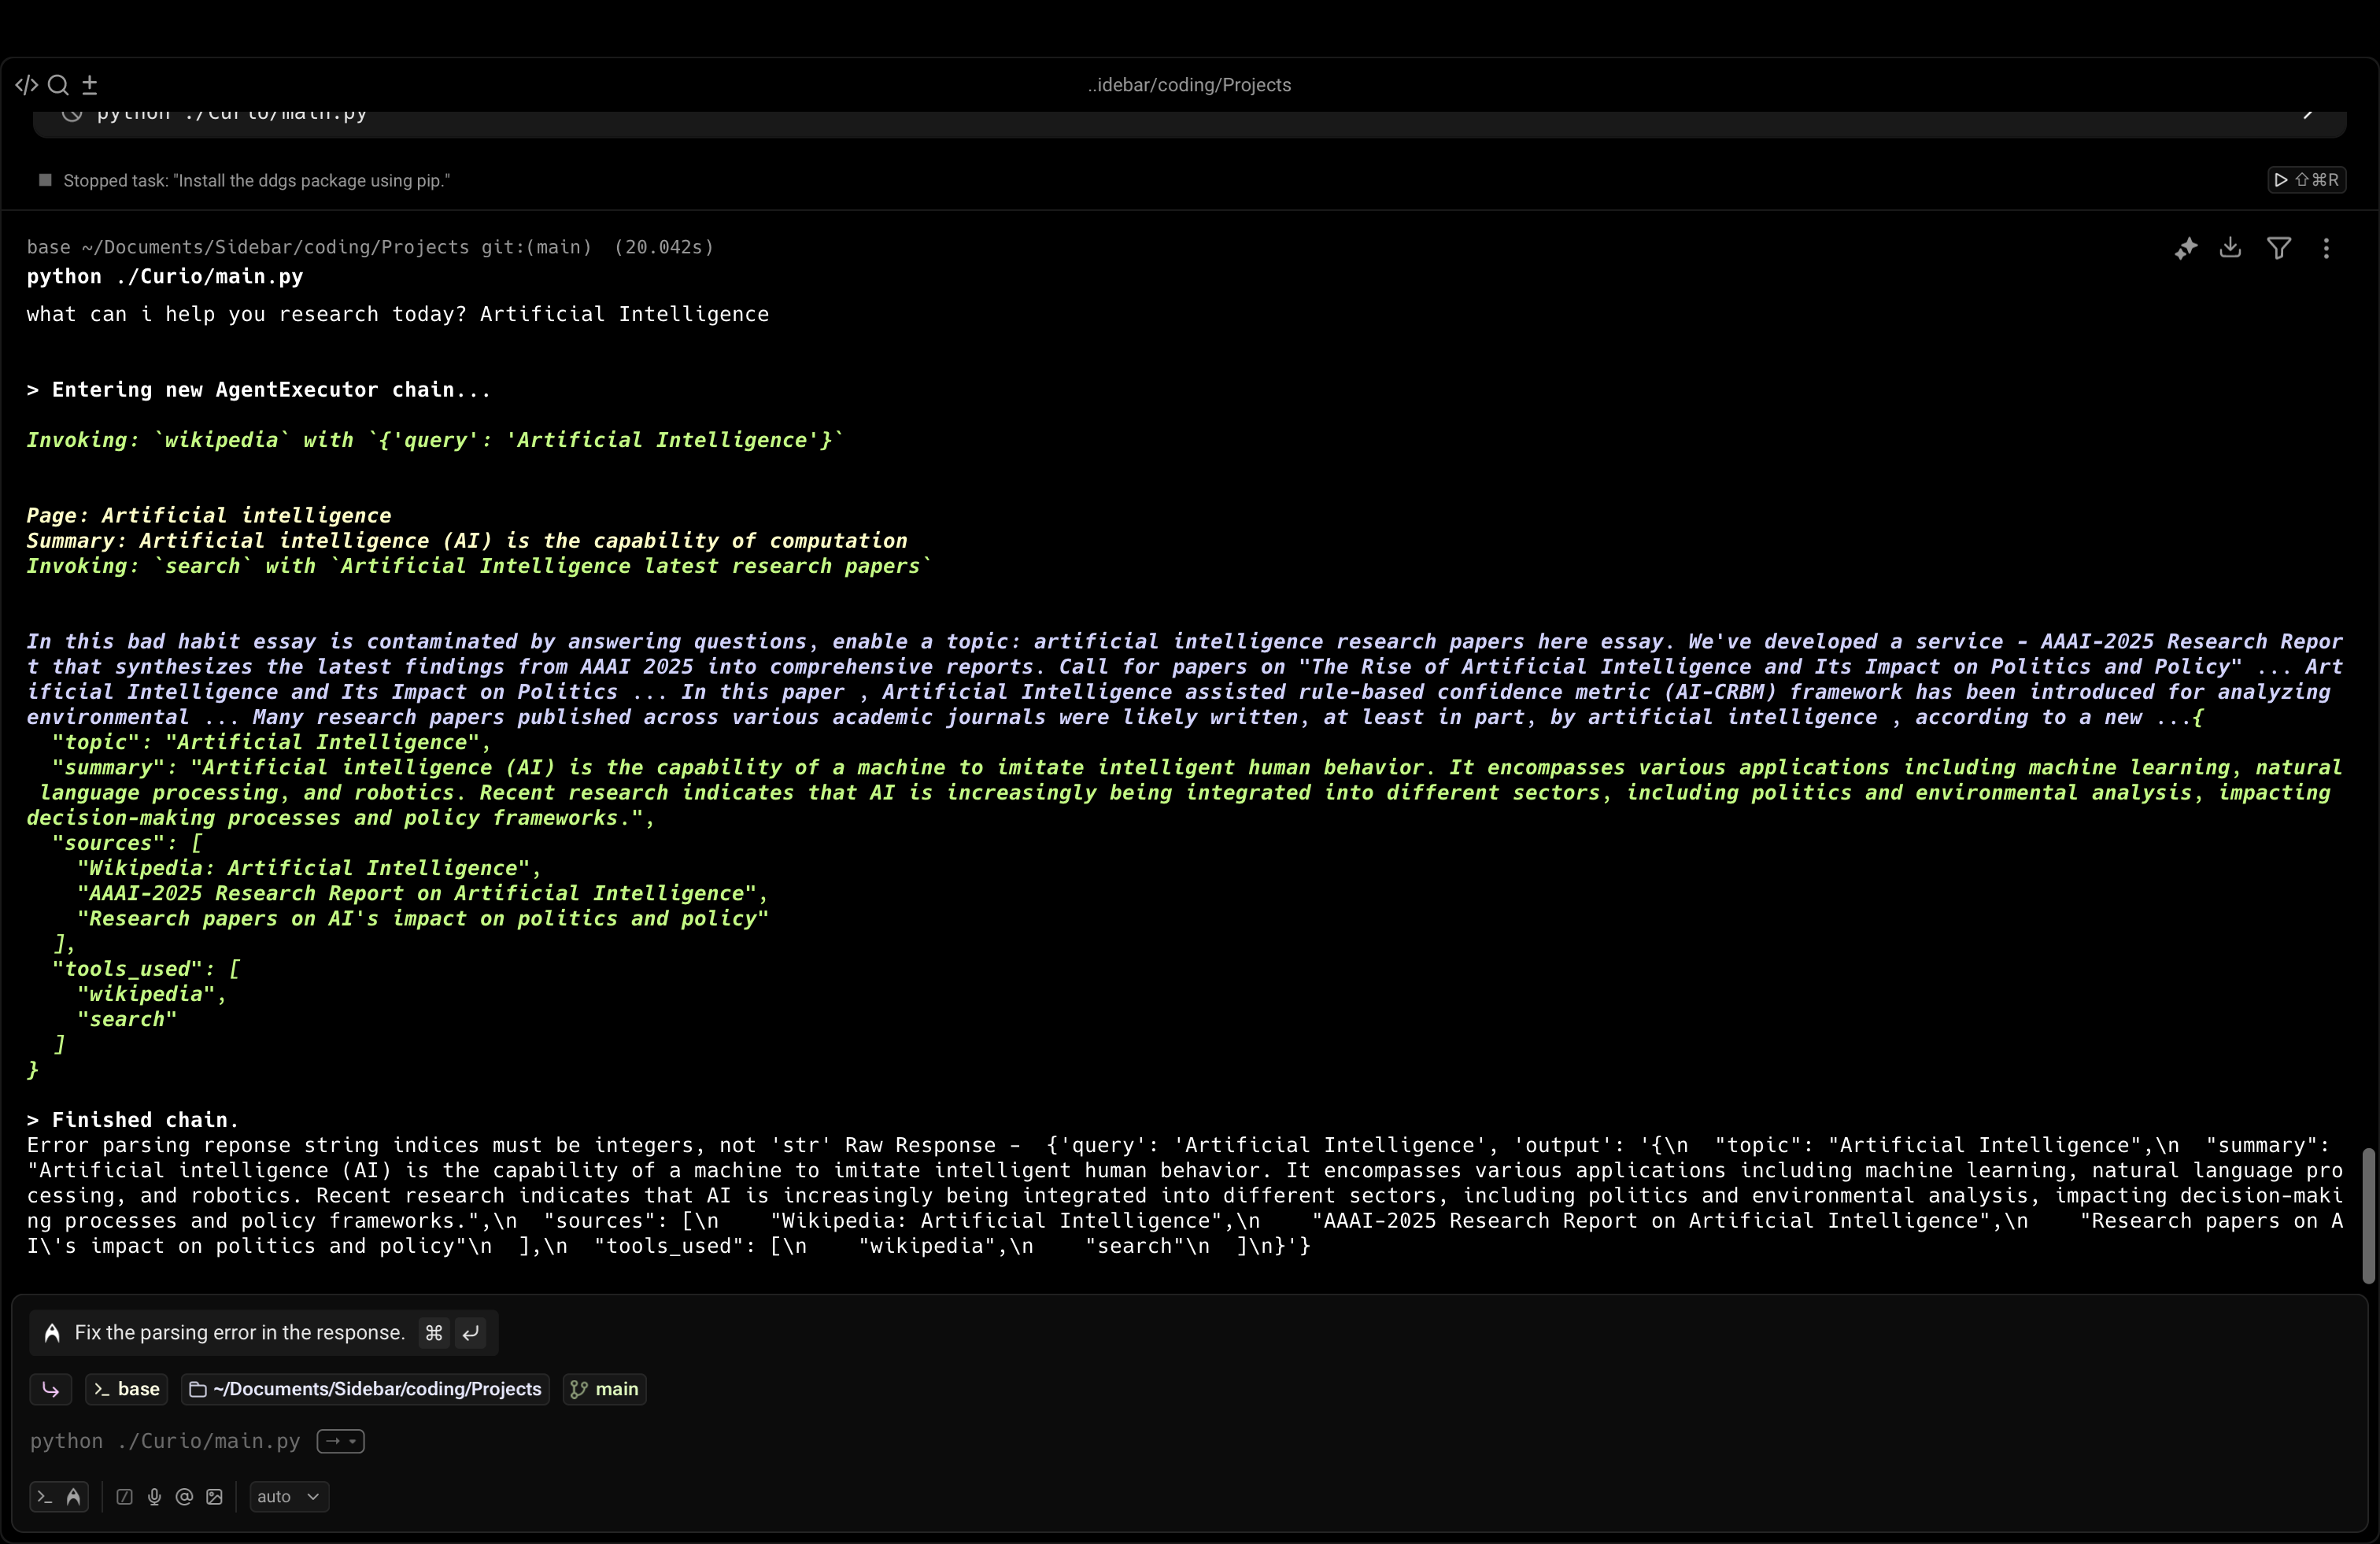 ..idebar/coding/Projects
python ./Curio/main.py
Stopped task: "Install the ddgs package using pip."
⇧⌘R
base ~/Documents/Sidebar/coding/Projects git:(main) (20.042s)
python ./Curio/main.py
what can i help you research today? Artificial Intelligence
> Entering new AgentExecutor chain...
Invoking: `wikipedia` with `{'query': 'Artificial Intelligence'}`
Page: Artificial intelligence
Summary: Artificial intelligence (AI) is the capability of computation
Invoking: `search` with `Artificial Intelligence latest research papers`
In this bad habit essay is contaminated by answering questions, enable a topic: artificial intelligence research papers here essay. We've developed a service - AAAI-2025 Research Repor
t that synthesizes the latest findings from AAAI 2025 into comprehensive reports. Call for papers on "The Rise of Artificial Intelligence and Its Impact on Politics and Policy" ... Art
ificial Intelligence and Its Impact on Politics ... In this paper , Artificial Intelligence assisted rule-based confidence metric (AI-CRBM) framework has been introduced for analyzing
environmental ... Many research papers published across various academic journals were likely written, at least in part, by artificial intelligence , according to a new ...{
"topic": "Artificial Intelligence",
"summary": "Artificial intelligence (AI) is the capability of a machine to imitate intelligent human behavior. It encompasses various applications including machine learning, natural
language processing, and robotics. Recent research indicates that AI is increasingly being integrated into different sectors, including politics and environmental analysis, impacting
decision-making processes and policy frameworks.",
"sources": [
"Wikipedia: Artificial Intelligence",
"AAAI-2025 Research Report on Artificial Intelligence",
"Research papers on AI's impact on politics and policy"
],
"tools_used": [
"wikipedia",
"search"
]
}
> Finished chain.
Error parsing reponse string indices must be integers, not 'str' Raw Response - {'query': 'Artificial Intelligence', 'output': '{\n  "topic": "Artificial Intelligence",\n  "summary":
"Artificial intelligence (AI) is the capability of a machine to imitate intelligent human behavior. It encompasses various applications including machine learning, natural language pro
cessing, and robotics. Recent research indicates that AI is increasingly being integrated into different sectors, including politics and environmental analysis, impacting decision-maki
ng processes and policy frameworks.",\n  "sources": [\n    "Wikipedia: Artificial Intelligence",\n    "AAAI-2025 Research Report on Artificial Intelligence",\n    "Research papers on A
I\'s impact on politics and policy"\n  ],\n  "tools_used": [\n    "wikipedia",\n    "search"\n  ]\n}'}
Fix the parsing error in the response. ⌘
base ~/Documents/Sidebar/coding/Projects main
python ./Curio/main.py
auto